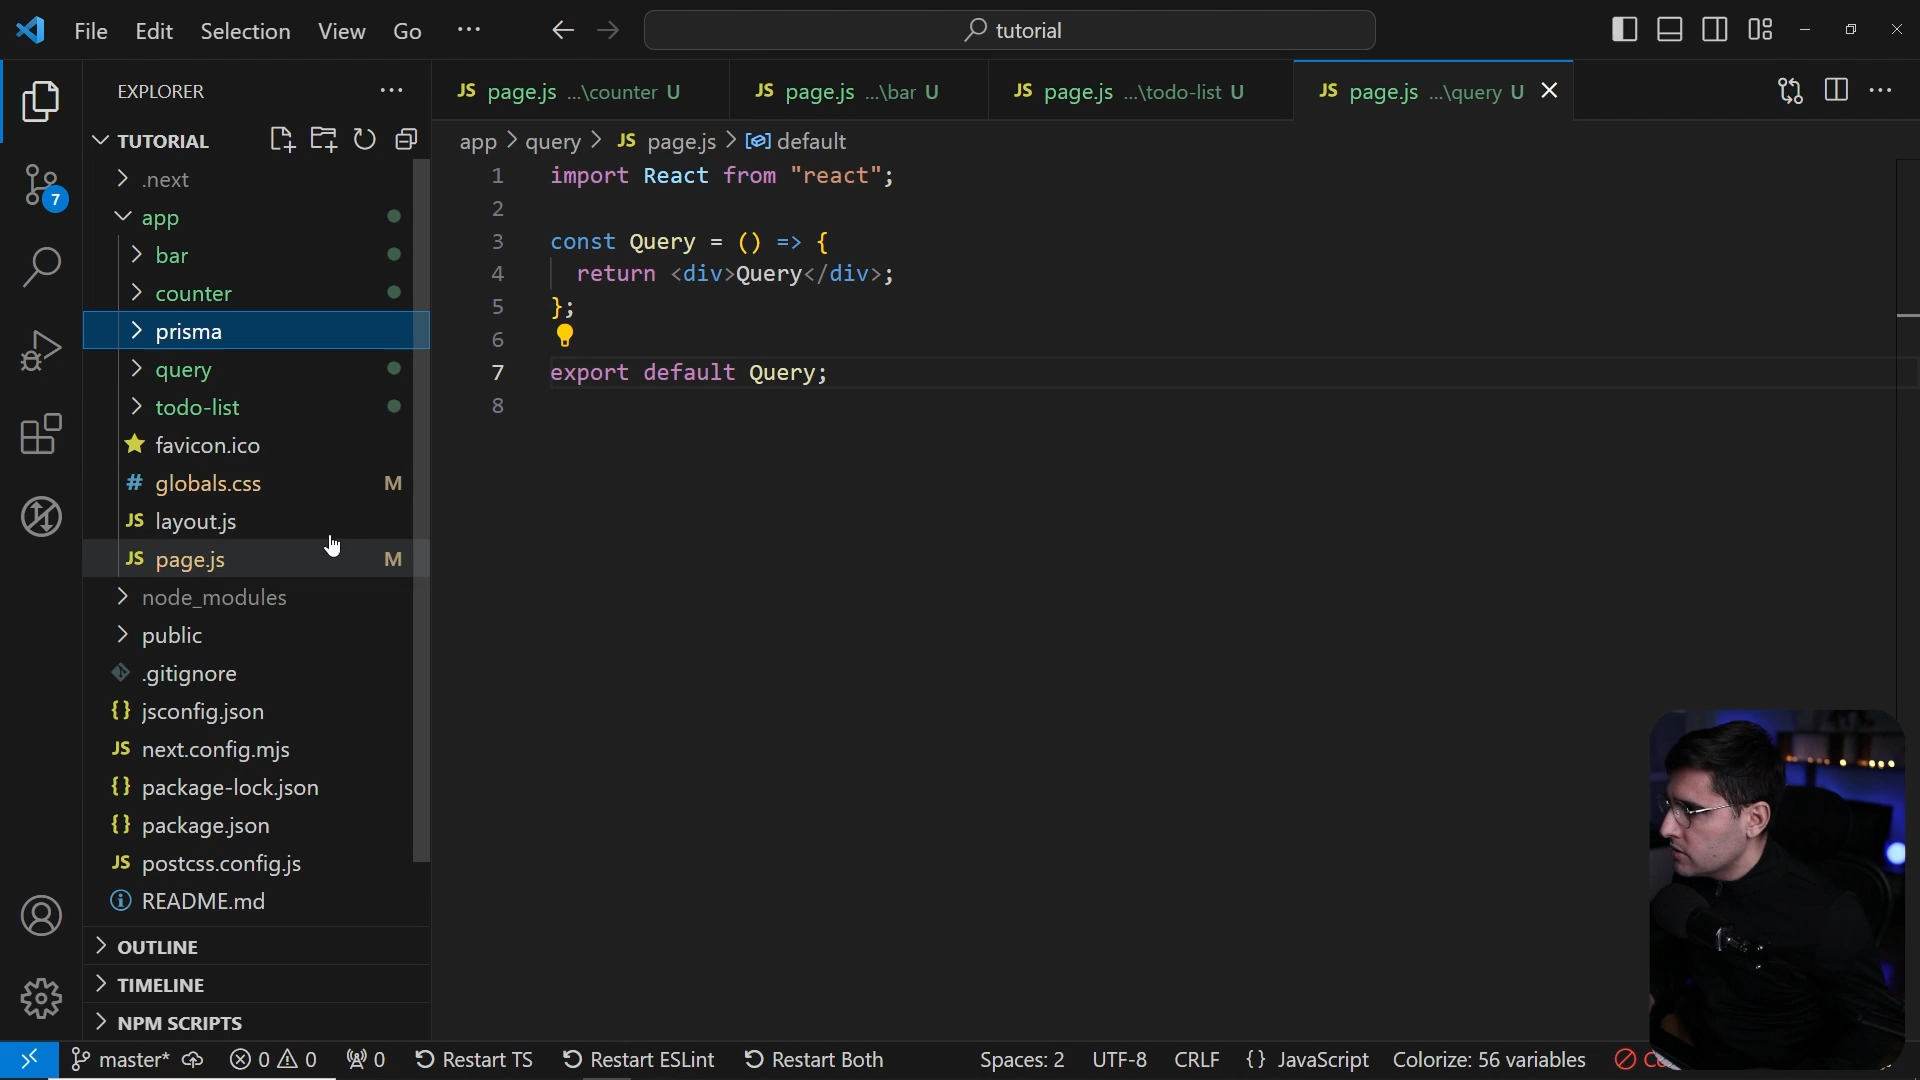 File Edit Selection View Go ··· tutorial
EXPLORER ···
JS page.js ...\counter U JS page.js ...\bar U JS page.js ...\todo-list U JS page.js ...\query U
app > query > JS page.js > default
TUTORIAL
.next
app
bar
counter
prisma
query
todo-list
favicon.ico
# globals.css M
JS layout.js
JS page.js M
node_modules
public
.gitignore
{} jsconfig.json
JS next.config.mjs
{} package-lock.json
{} package.json
JS postcss.config.js
README.md
OUTLINE
TIMELINE
NPM SCRIPTS
7
1 import React from "react";
2
3 const Query = () => {
4 return <div>Query</div>;
5 };
6
7 export default Query;
8
master* 0 0 0 Restart TS Restart ESLint Restart Both Spaces: 2 UTF-8 CRLF {} JavaScript Colorize: 56 variables